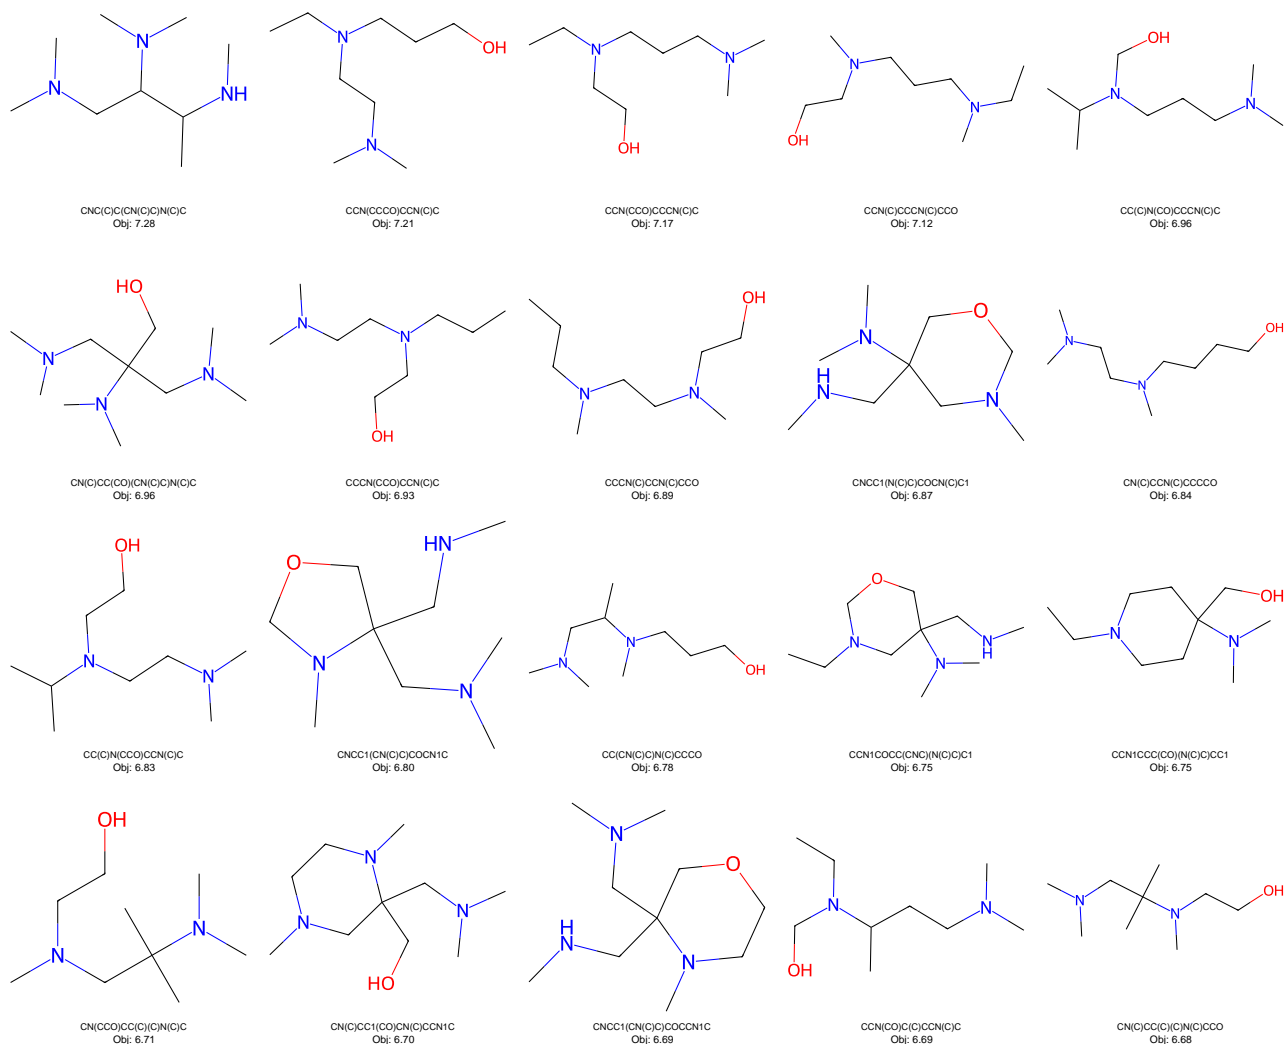 CNC(C)C(CN(C)C)N(C)C
Obj: 7.28
CCN(CCCO)CCN(C)C
Obj: 7.21
CCN(CCO)CCCN(C)C
Obj: 7.17
CCN(C)CCCN(C)CCO
Obj: 7.12
CC(C)N(CO)CCCN(C)C
Obj: 6.96
CN(C)CC(CO)(CN(C)C)N(C)C
Obj: 6.96
CCCN(CCO)CCN(C)C
Obj: 6.93
CCCN(C)CCN(C)CCO
Obj: 6.89
CNCC1(N(C)C)COCN(C)C1
Obj: 6.87
CN(C)CCN(C)CCCCO
Obj: 6.84
CC(C)N(CCO)CCN(C)C
Obj: 6.83
CNCC1(CN(C)C)COCN1C
Obj: 6.80
CC(CN(C)C)N(C)CCCO
Obj: 6.78
CCN1COCC(CNC)(N(C)C)C1
Obj: 6.75
CCN1CCC(CO)(N(C)C)CC1
Obj: 6.75
CN(CCO)CC(C)(C)N(C)C
Obj: 6.71
CN(C)CC1(CO)CN(C)CCN1C
Obj: 6.70
CNCC1(CN(C)C)COCCN1C
Obj: 6.69
CCN(CO)C(C)CCN(C)C
Obj: 6.69
CN(C)CC(C)(C)N(C)CCO
Obj: 6.68